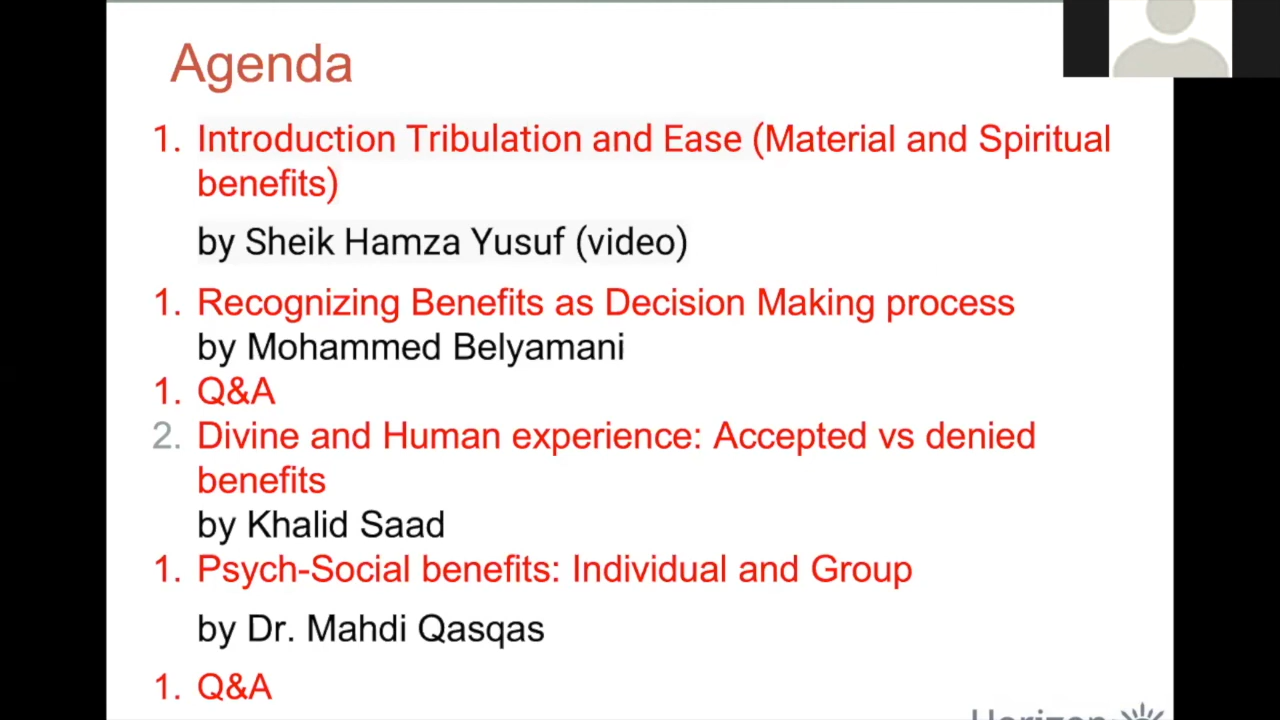 Agenda
1. Introduction Tribulation and Ease (Material and Spiritual
benefits)
by Sheik Hamza Yusuf (video)
1. Recognizing Benefits as Decision Making process
by Mohammed Belyamani
1. Q&A
2. Divine and Human experience: Accepted vs denied
benefits
by Khalid Saad
1. Psych-Social benefits: Individual and Group
by Dr. Mahdi Qasqas
1. Q&A